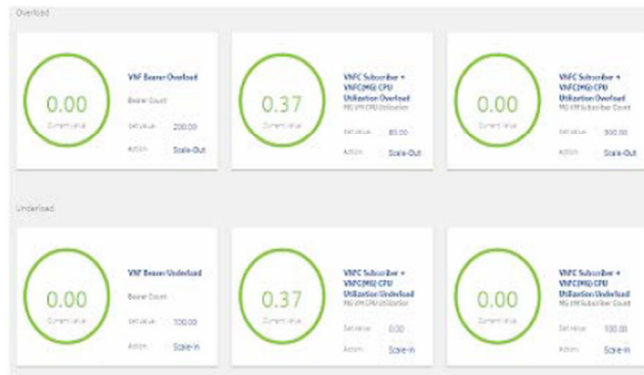 Overload
0.00
Current value
VNF Bearer Overload
Bearer Count
Set value 200.00
Action Scale-Out
0.37
Current value
VNFC Subscriber +
VNFC(MG) CPU
Utilization Overload
MG VM CPU Utilization
Set value 80.00
Action Scale-Out
0.00
Current value
VNFC Subscriber +
VNFC(MG) CPU
Utilization Overload
MG VM Subscriber Count
Set value
Action Scale-Out
Underload
0.00
Current value
VNF Bearer Underload
Bearer Count
Set value 100.00
Action Scale-In
0.37
Current value
VNFC Subscriber +
VNFC(MG) CPU
Utilization Underload
MG VM CPU Utilization
Set value 0.00
Action Scale-In
0.00
Current value
VNFC Subscriber +
VNFC(MG) CPU
Utilization Underload
MG VM Subscriber Count
Set value 100.00
Action Scale-In